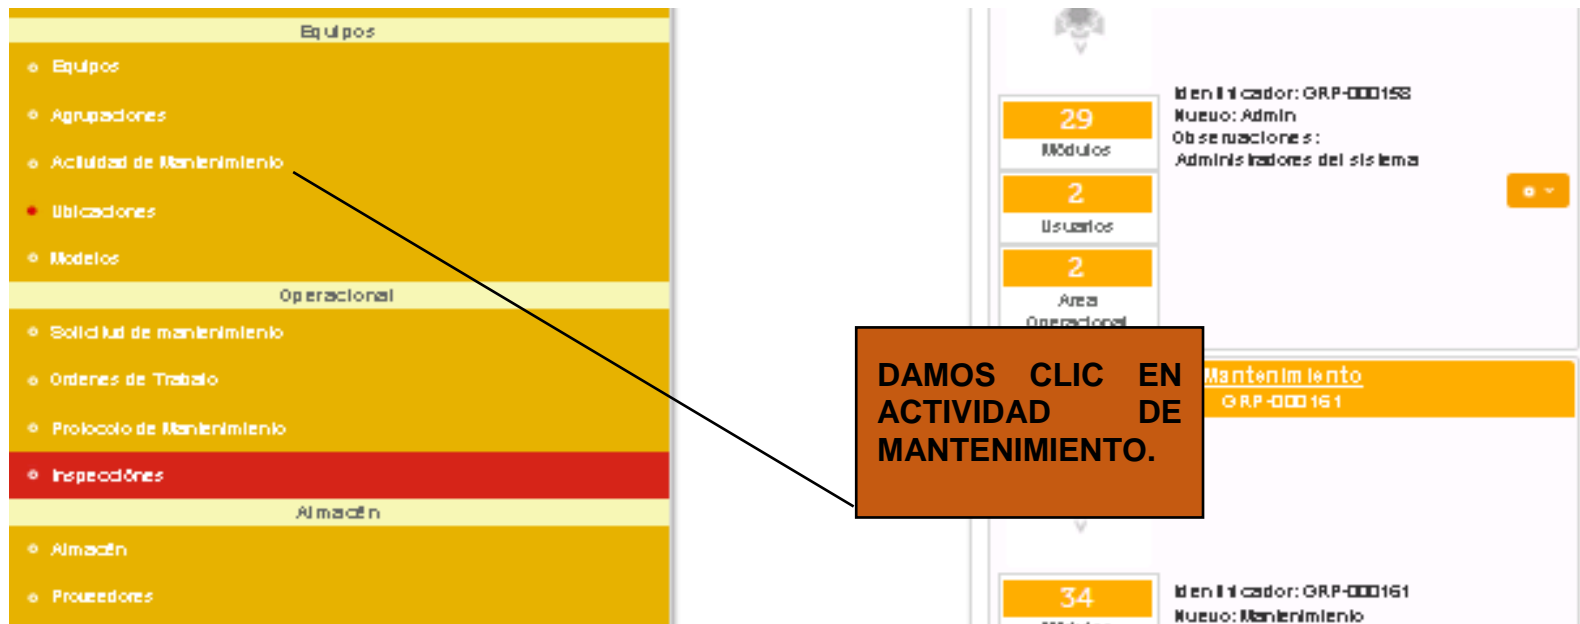 Equipos
Equipos
Agrupaciones
Actividad de Mantenimiento
Ubicaciones
Modelos
Operacional
Solicitud de mantenimiento
Ordenes de Trabajo
Protocolo de Mantenimiento
Inspecciónes
Almacén
Almacén
Proveedores
29
Módulos
2
Usuarios
2
Area
Operacional
Identificador: GRP-000158
Nuevo: Admin
Observaciones:
Administradores del sistema
DAMOS CLIC EN
ACTIVIDAD DE
MANTENIMIENTO.
Mantenimiento
GRP-000161
34
Identificador: GRP-000161
Nuevo: Mantenimiento